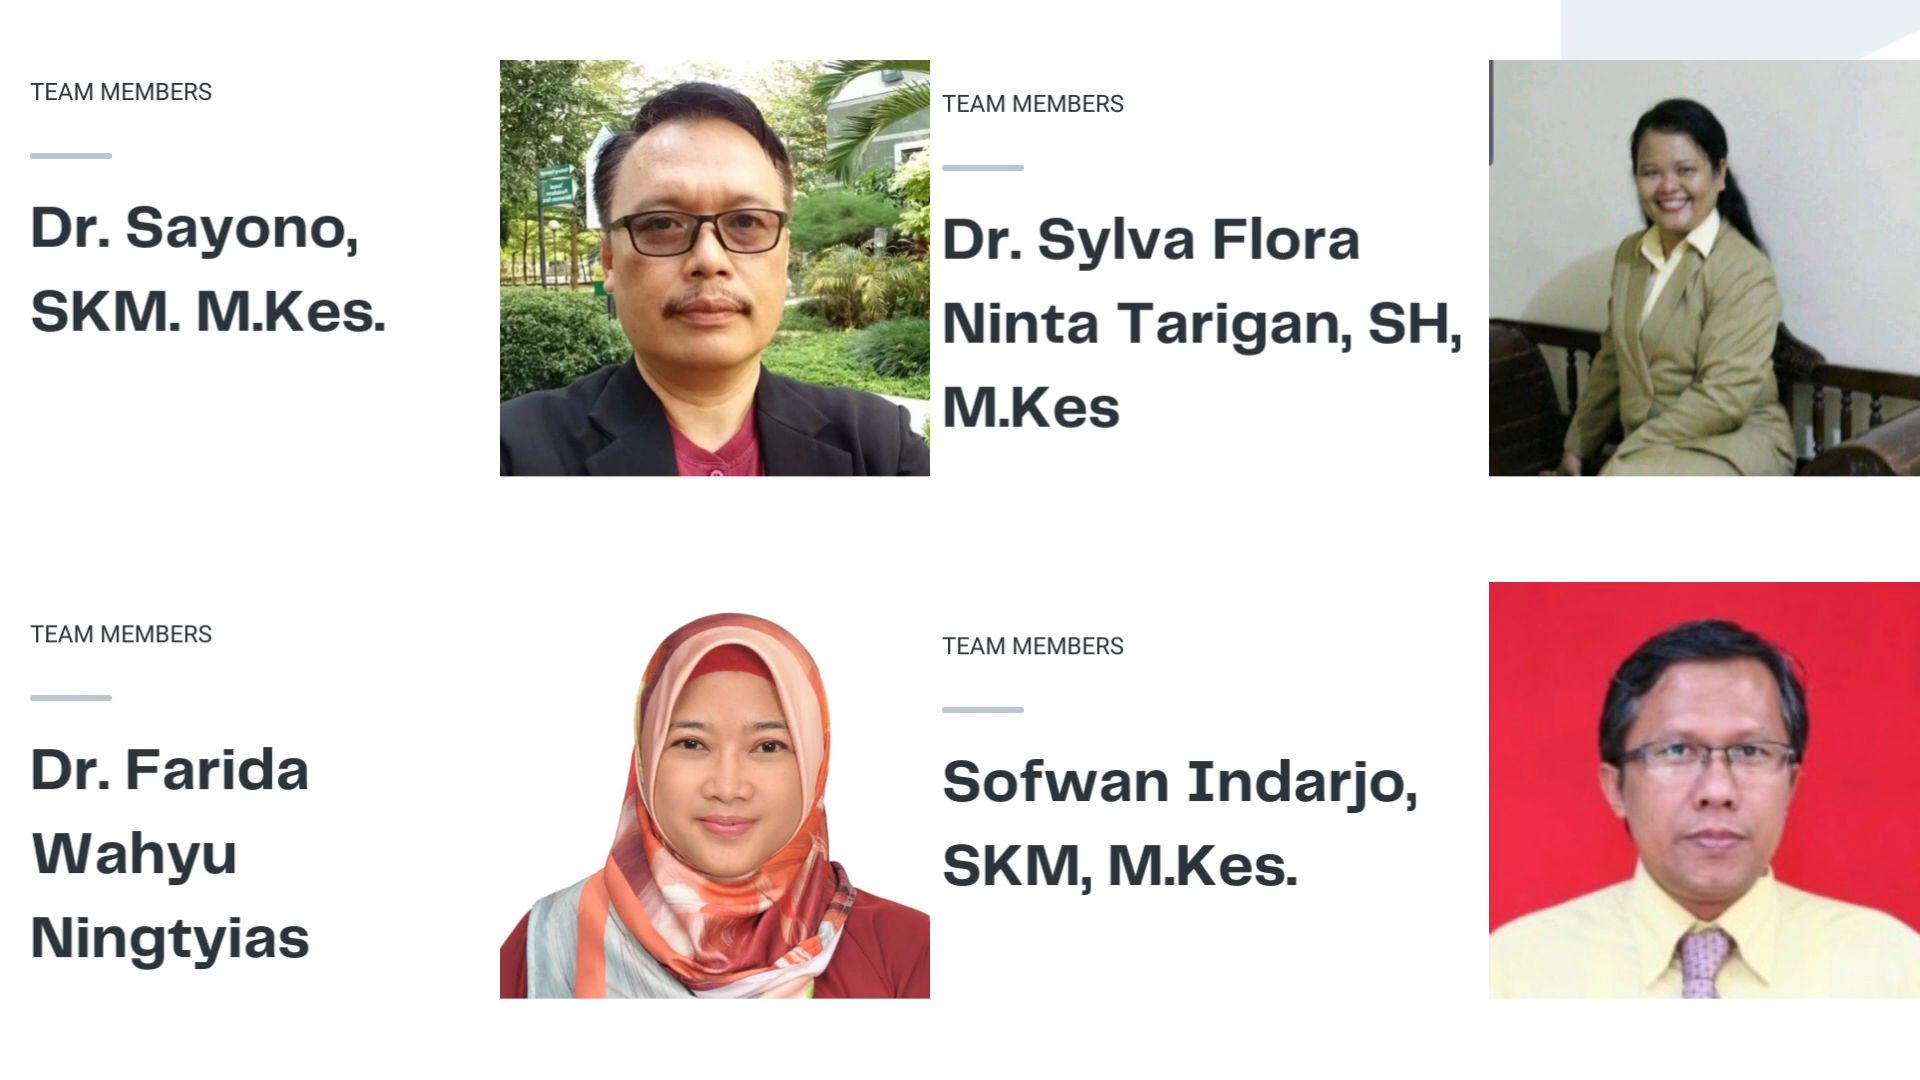 TEAM MEMBERS
Dr. Sayono,
SKM. M.Kes.
TEAM MEMBERS
Dr. Sylva Flora
Ninta Tarigan, SH,
M.Kes
TEAM MEMBERS
Dr. Farida
Wahyu
Ningtyias
TEAM MEMBERS
Sofwan Indarjo,
SKM, M.Kes.